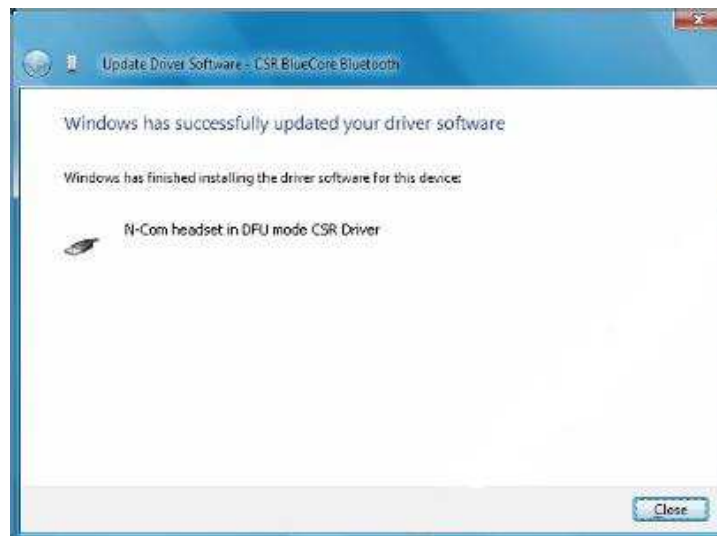 Update Driver Software - CSR BlueCore Bluetooth
Windows has successfully updated your driver software
Windows has finished installing the driver software for this device:
N-Com headset in DFU mode CSR Driver
Close